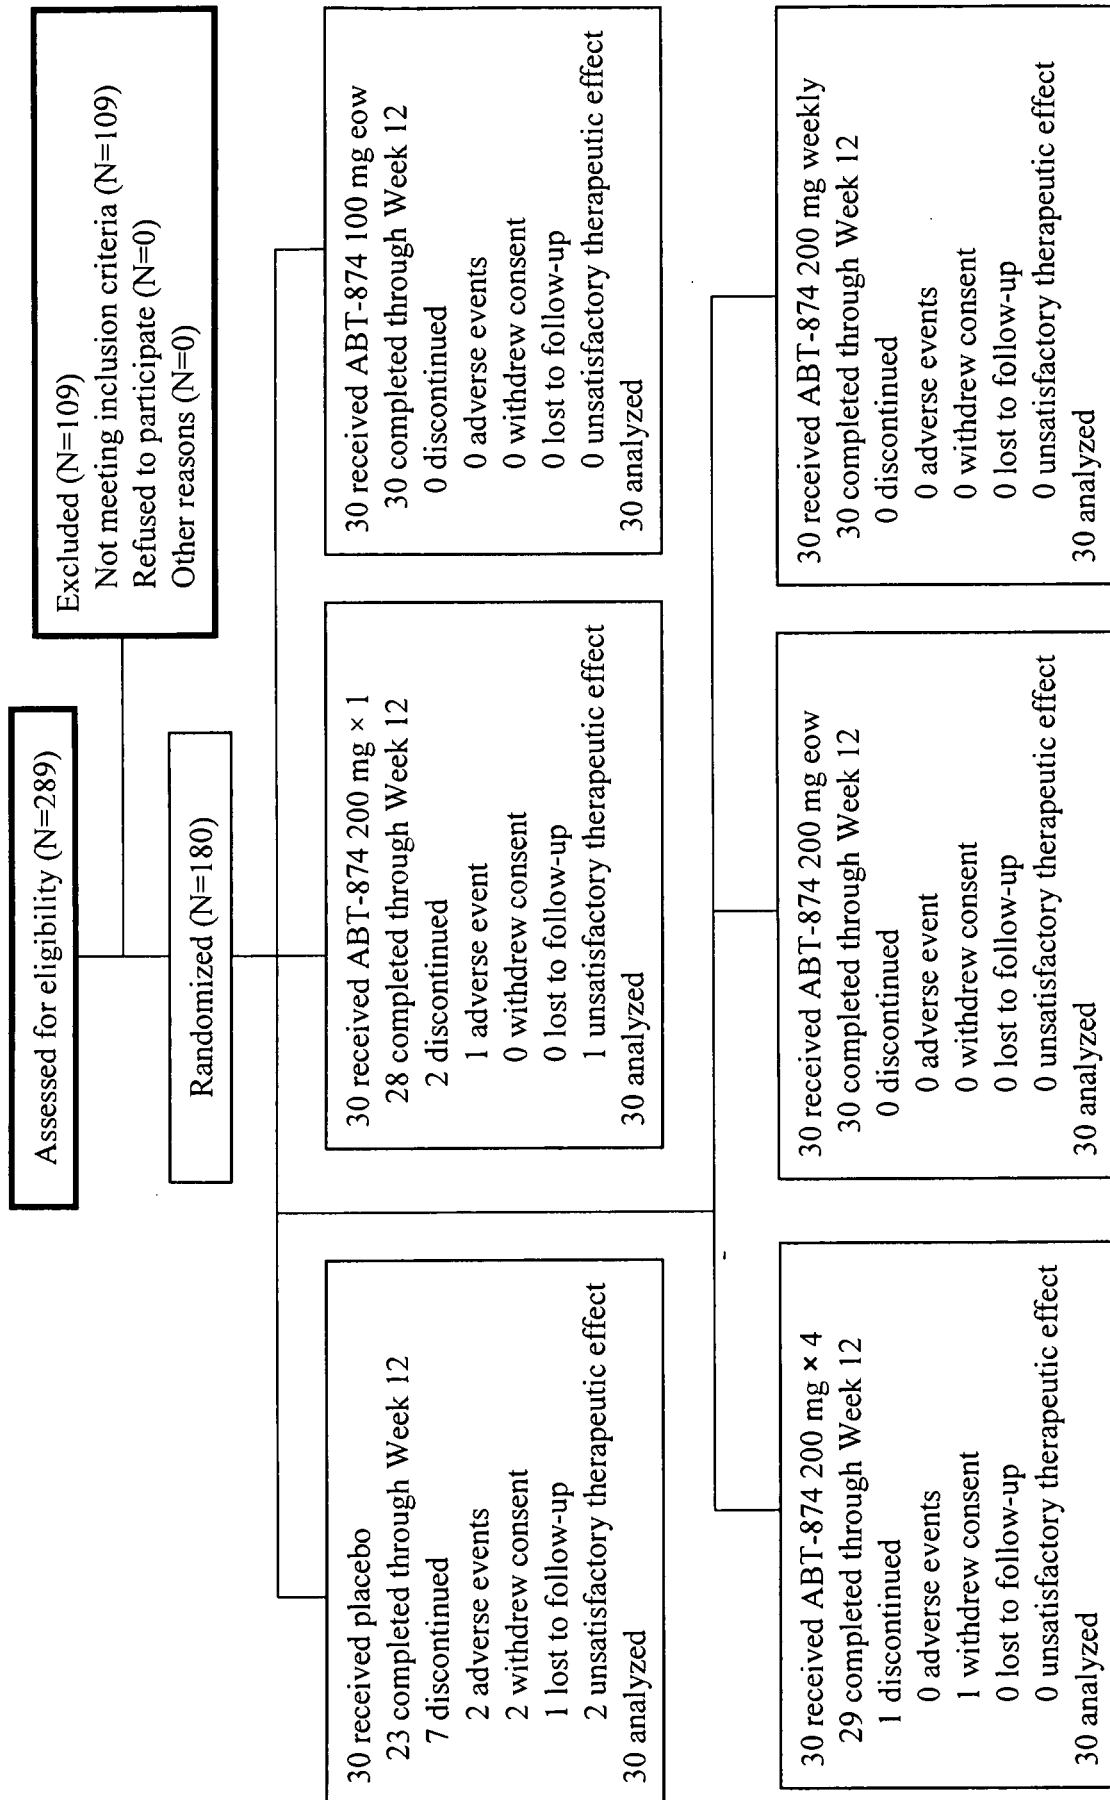 Assessed for eligibility (N=289)
Excluded (N=109)
Not meeting inclusion criteria (N=109)
Refused to participate (N=0)
Other reasons (N=0)
Randomized (N=180)
30 received placebo
23 completed through Week 12
7 discontinued
2 adverse events
2 withdrew consent
1 lost to follow-up
2 unsatisfactory therapeutic effect
30 analyzed
30 received ABT-874 200 mg × 1
28 completed through Week 12
2 discontinued
1 adverse event
0 withdrew consent
0 lost to follow-up
1 unsatisfactory therapeutic effect
30 analyzed
30 received ABT-874 100 mg eow
30 completed through Week 12
0 discontinued
0 adverse events
0 withdrew consent
0 lost to follow-up
0 unsatisfactory therapeutic effect
30 analyzed
30 received ABT-874 200 mg × 4
29 completed through Week 12
1 discontinued
0 adverse events
1 withdrew consent
0 lost to follow-up
0 unsatisfactory therapeutic effect
30 analyzed
30 received ABT-874 200 mg eow
30 completed through Week 12
0 discontinued
0 adverse event
0 withdrew consent
0 lost to follow-up
0 unsatisfactory therapeutic effect
30 analyzed
30 received ABT-874 200 mg weekly
30 completed through Week 12
0 discontinued
0 adverse events
0 withdrew consent
0 lost to follow-up
0 unsatisfactory therapeutic effect
30 analyzed